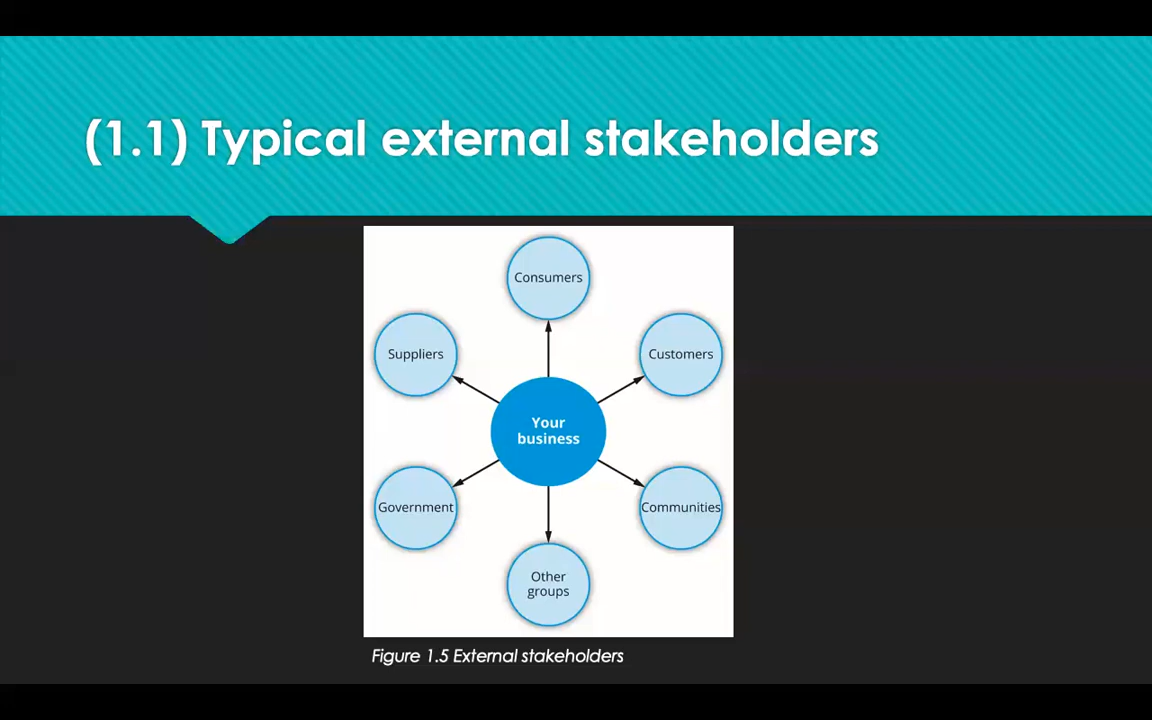 (1.1) Typical external stakeholders
Consumers
Suppliers
Customers
Your
business
Government
Communities
Other
groups
Figure 1.5 External stakeholders